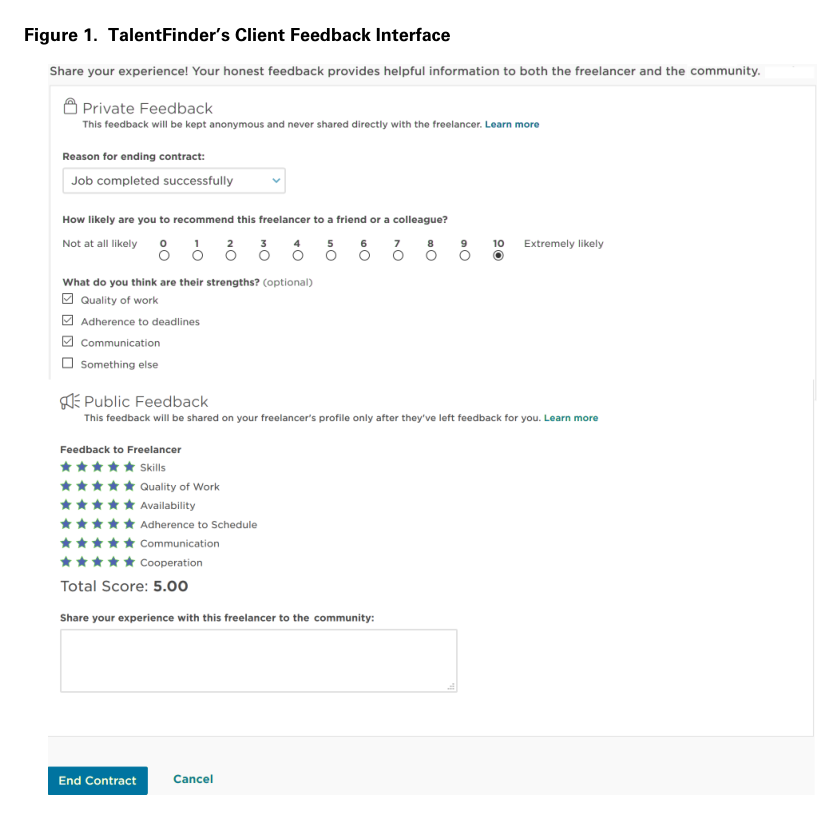 Figure 1. TalentFinder’s Client Feedback Interface
Share your experience! Your honest feedback provides helpful information to both the freelancer and the community.
Private Feedback
This feedback will be kept anonymous and never shared directly with the freelancer. Learn more
Reason for ending contract:
Job completed successfully
How likely are you to recommend this freelancer to a friend or a colleague?
Not at all likely 0 1 2 3 4 5 6 7 8 9 10 Extremely likely
What do you think are their strengths? (optional)
Quality of work
Adherence to deadlines
Communication
Something else
Public Feedback
This feedback will be shared on your freelancer's profile only after they've left feedback for you. Learn more
Feedback to Freelancer
Skills
Quality of Work
Availability
Adherence to Schedule
Communication
Cooperation
Total Score: 5.00
Share your experience with this freelancer to the community:
End Contract Cancel